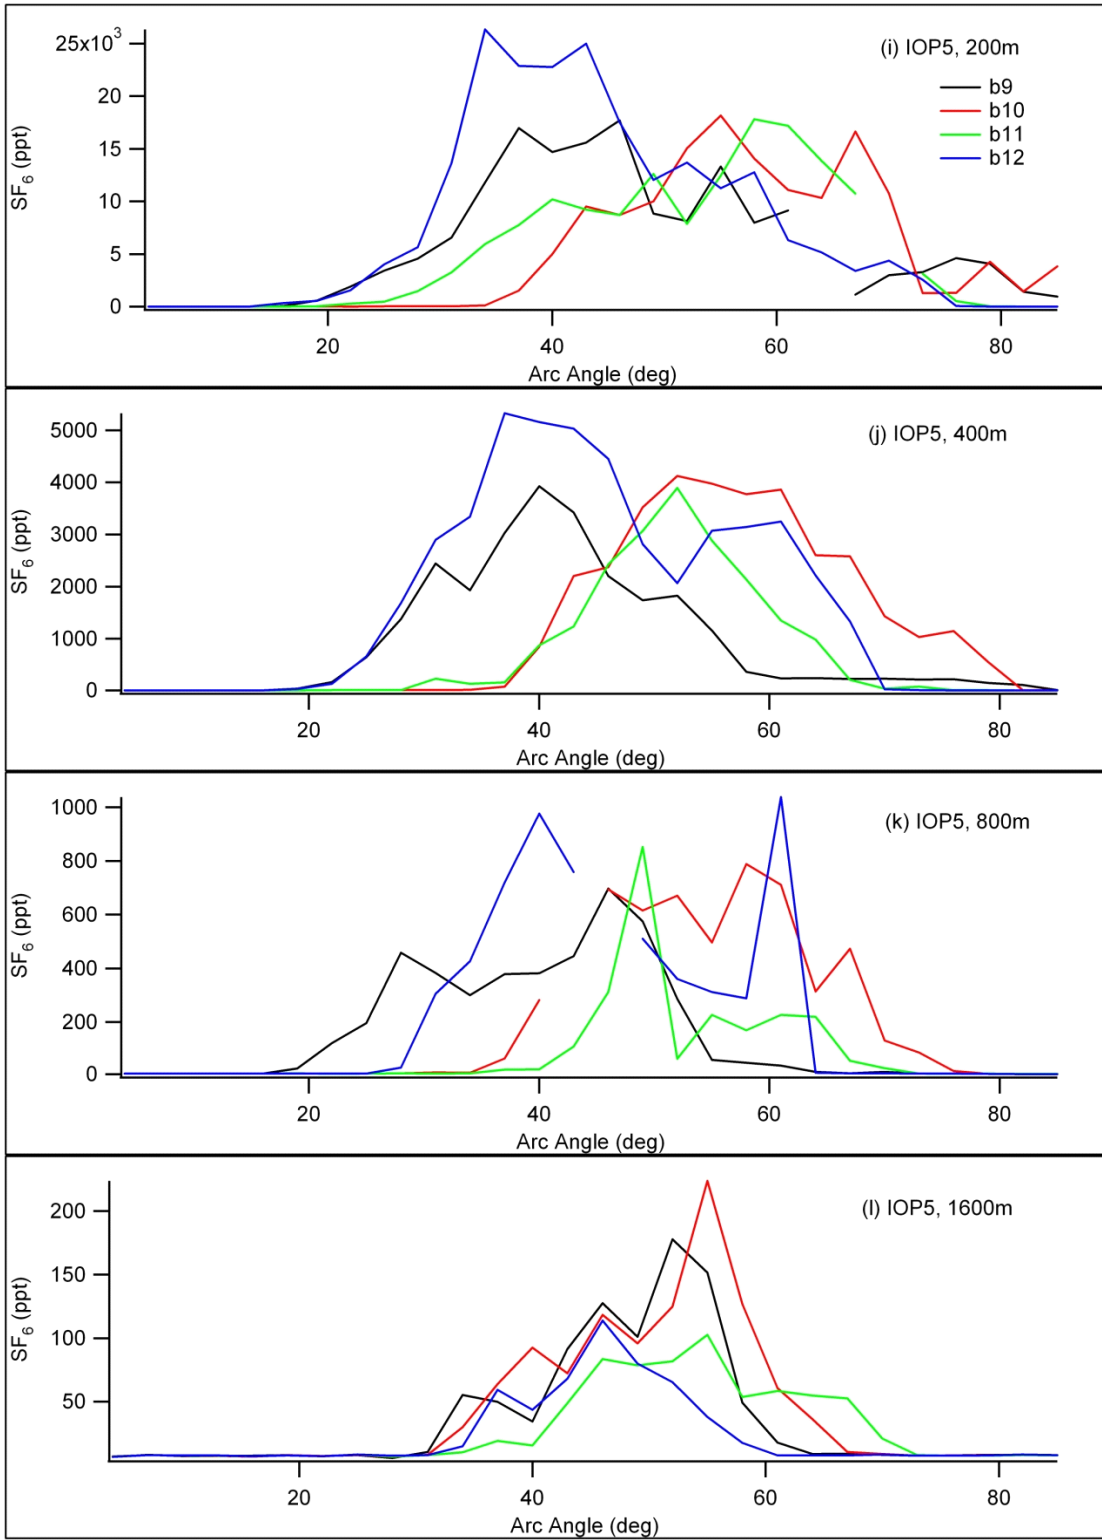 (i) IOP5, 200m
b9
b10
b11
b12
SF6 (ppt)
25x10^3
20
15
10
5
0
20 40 60 80
Arc Angle (deg)
(j) IOP5, 400m
SF6 (ppt)
5000
4000
3000
2000
1000
0
20 40 60 80
Arc Angle (deg)
(k) IOP5, 800m
SF6 (ppt)
1000
800
600
400
200
0
20 40 60 80
Arc Angle (deg)
(l) IOP5, 1600m
SF6 (ppt)
200
150
100
50
20 40 60 80
Arc Angle (deg)